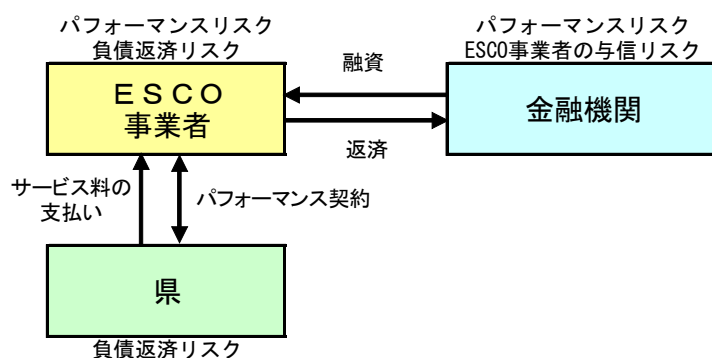 パフォーマンスリスク
負債返済リスク
ＥＳＣＯ
事業者
融資
返済
パフォーマンスリスク
ESCO事業者の与信リスク
金融機関
サービス料の
支払い
パフォーマンス契約
県
負債返済リスク